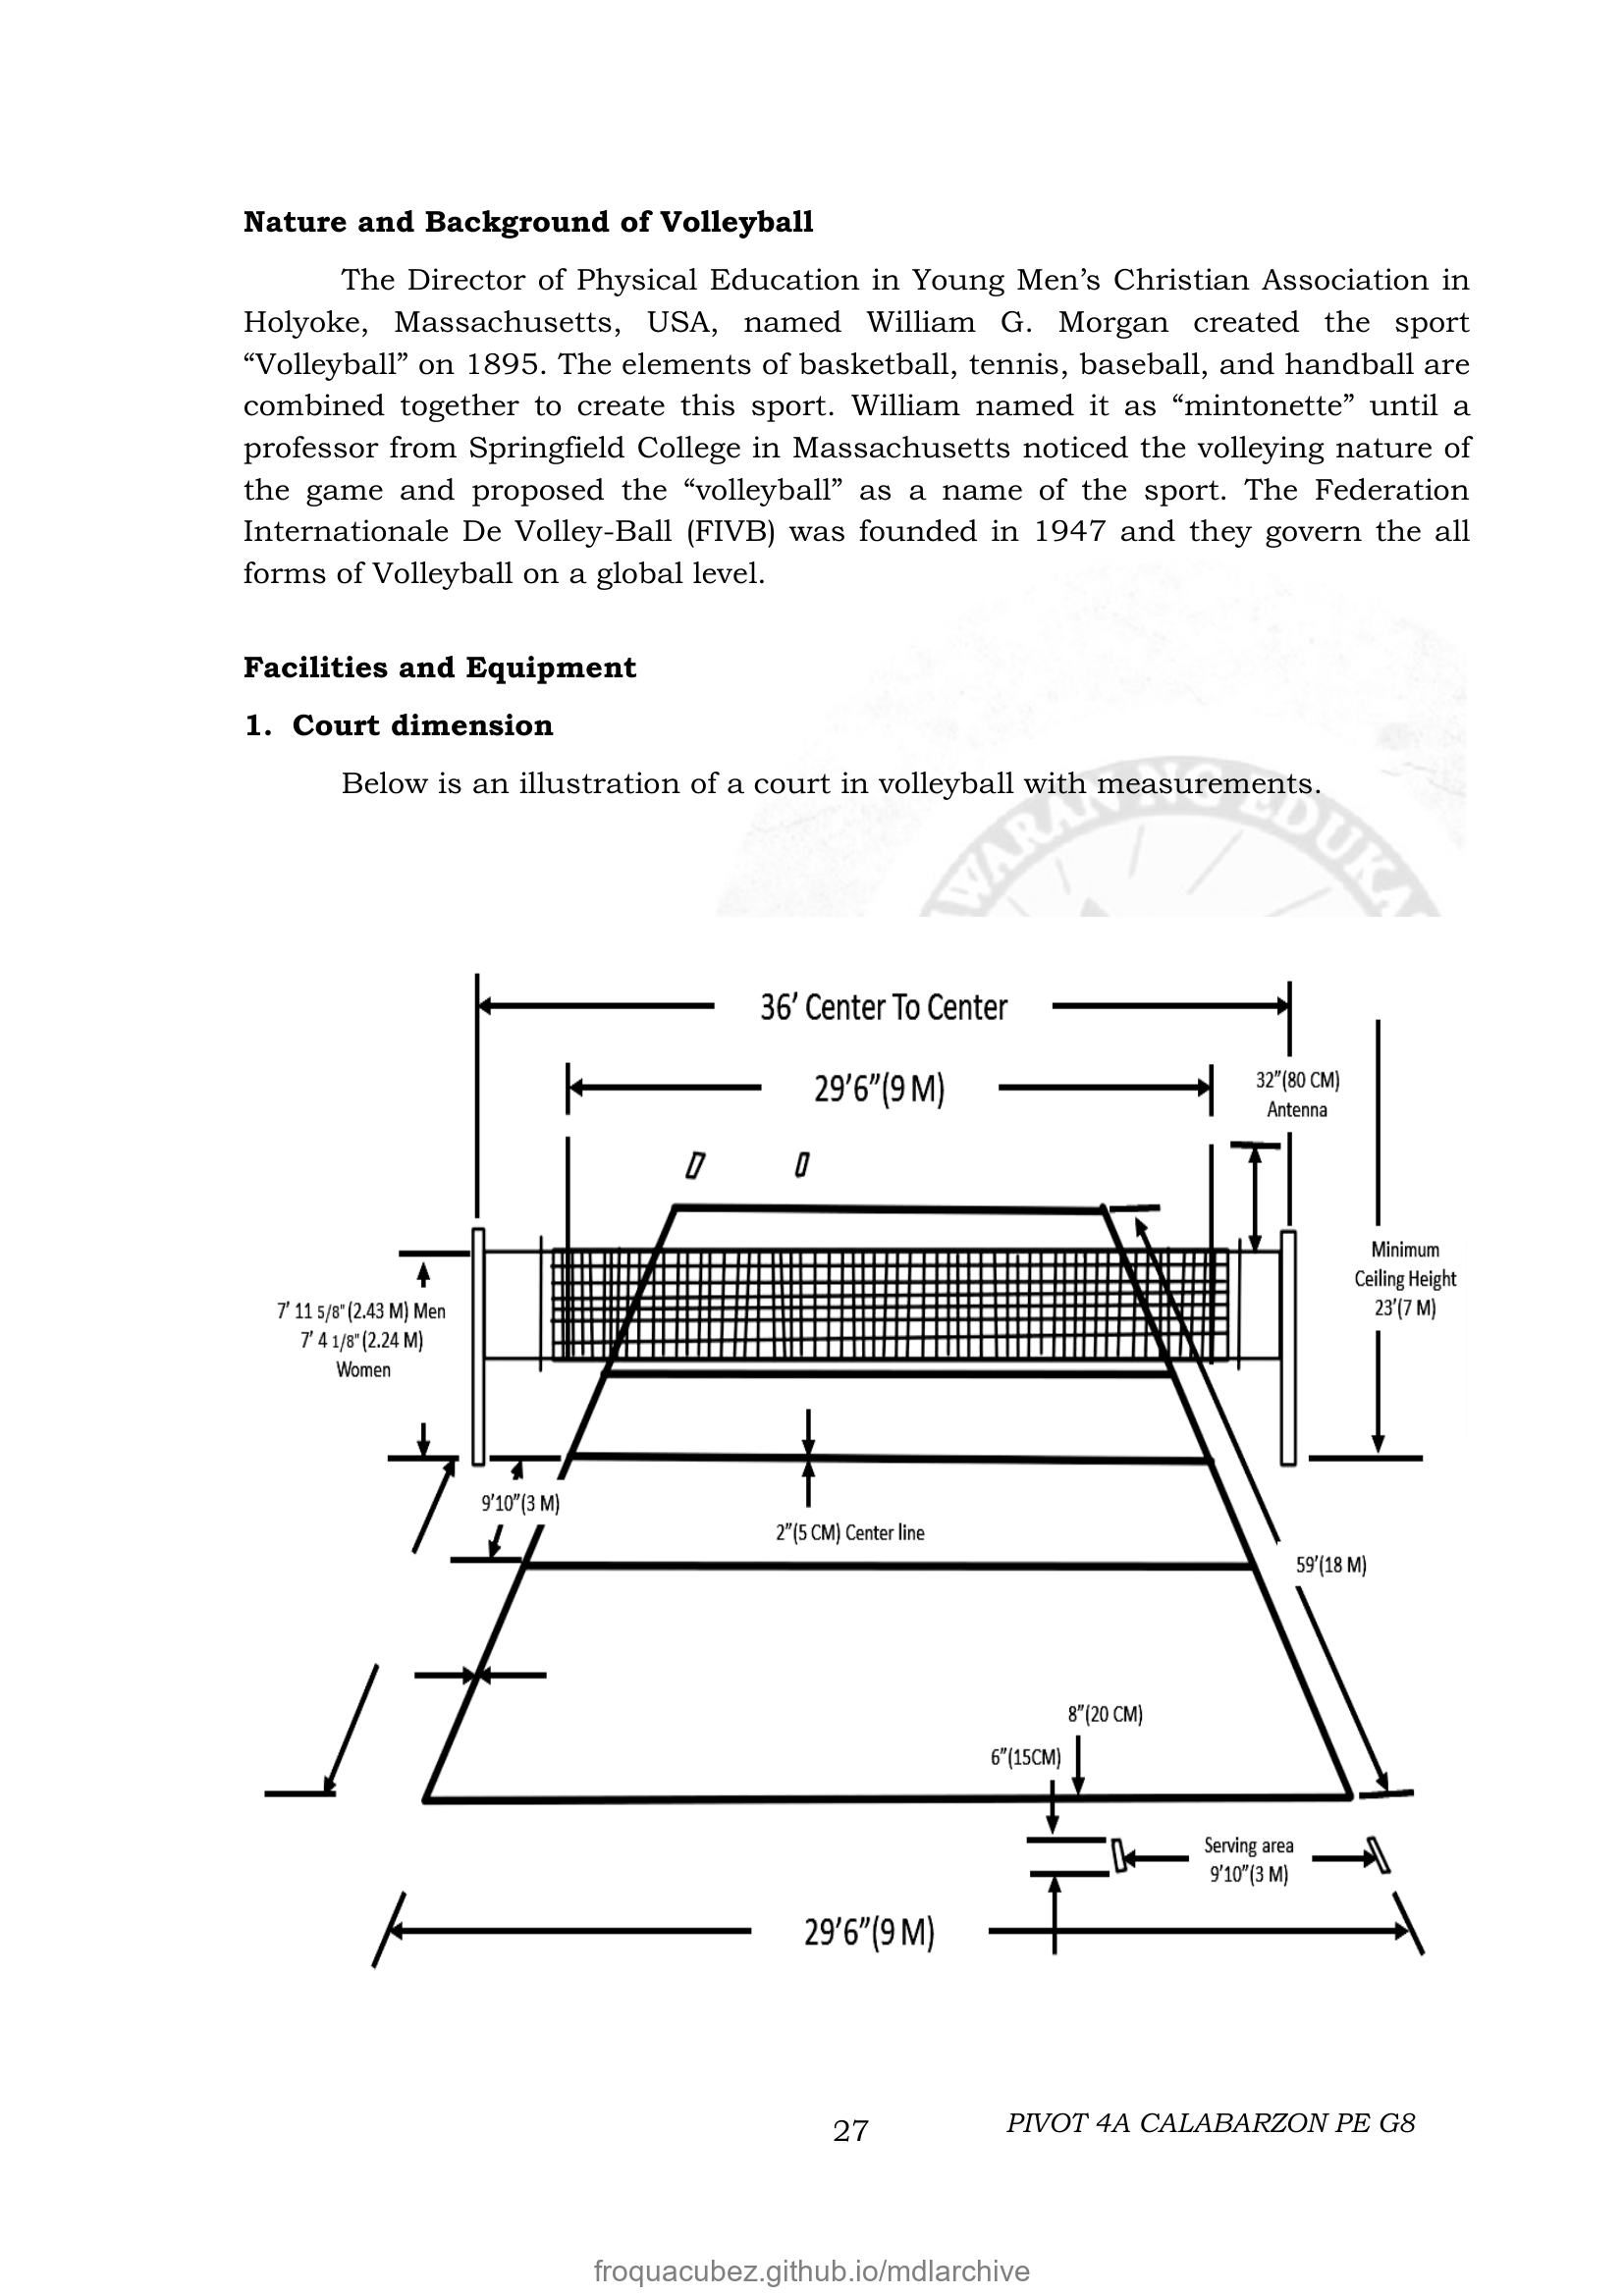 Nature and Background of Volleyball
The Director of Physical Education in Young Men’s Christian Association in
Holyoke, Massachusetts, USA, named William G. Morgan created the sport
“Volleyball” on 1895. The elements of basketball, tennis, baseball, and handball are
combined together to create this sport. William named it as “mintonette” until a
professor from Springfield College in Massachusetts noticed the volleying nature of
the game and proposed the “volleyball” as a name of the sport. The Federation
Internationale De Volley-Ball (FIVB) was founded in 1947 and they govern the all
forms of Volleyball on a global level.
Facilities and Equipment
1. Court dimension
Below is an illustration of a court in volleyball with measurements.
WARAN NG EDUKA
36’ Center To Center
29’6”(9 M)
32”(80 CM)
Antenna
Minimum
Ceiling Height
23’(7 M)
7’ 11 5/8” (2.43 M) Men
7’ 4 1/8” (2.24 M)
Women
9’10”(3 M)
2”(5 CM) Center line
59’(18 M)
8”(20 CM)
6”(15CM)
Serving area
9’10”(3 M)
29’6”(9 M)
27
PIVOT 4A CALABARZON PE G8
froquacubez.github.io/mdlarchive